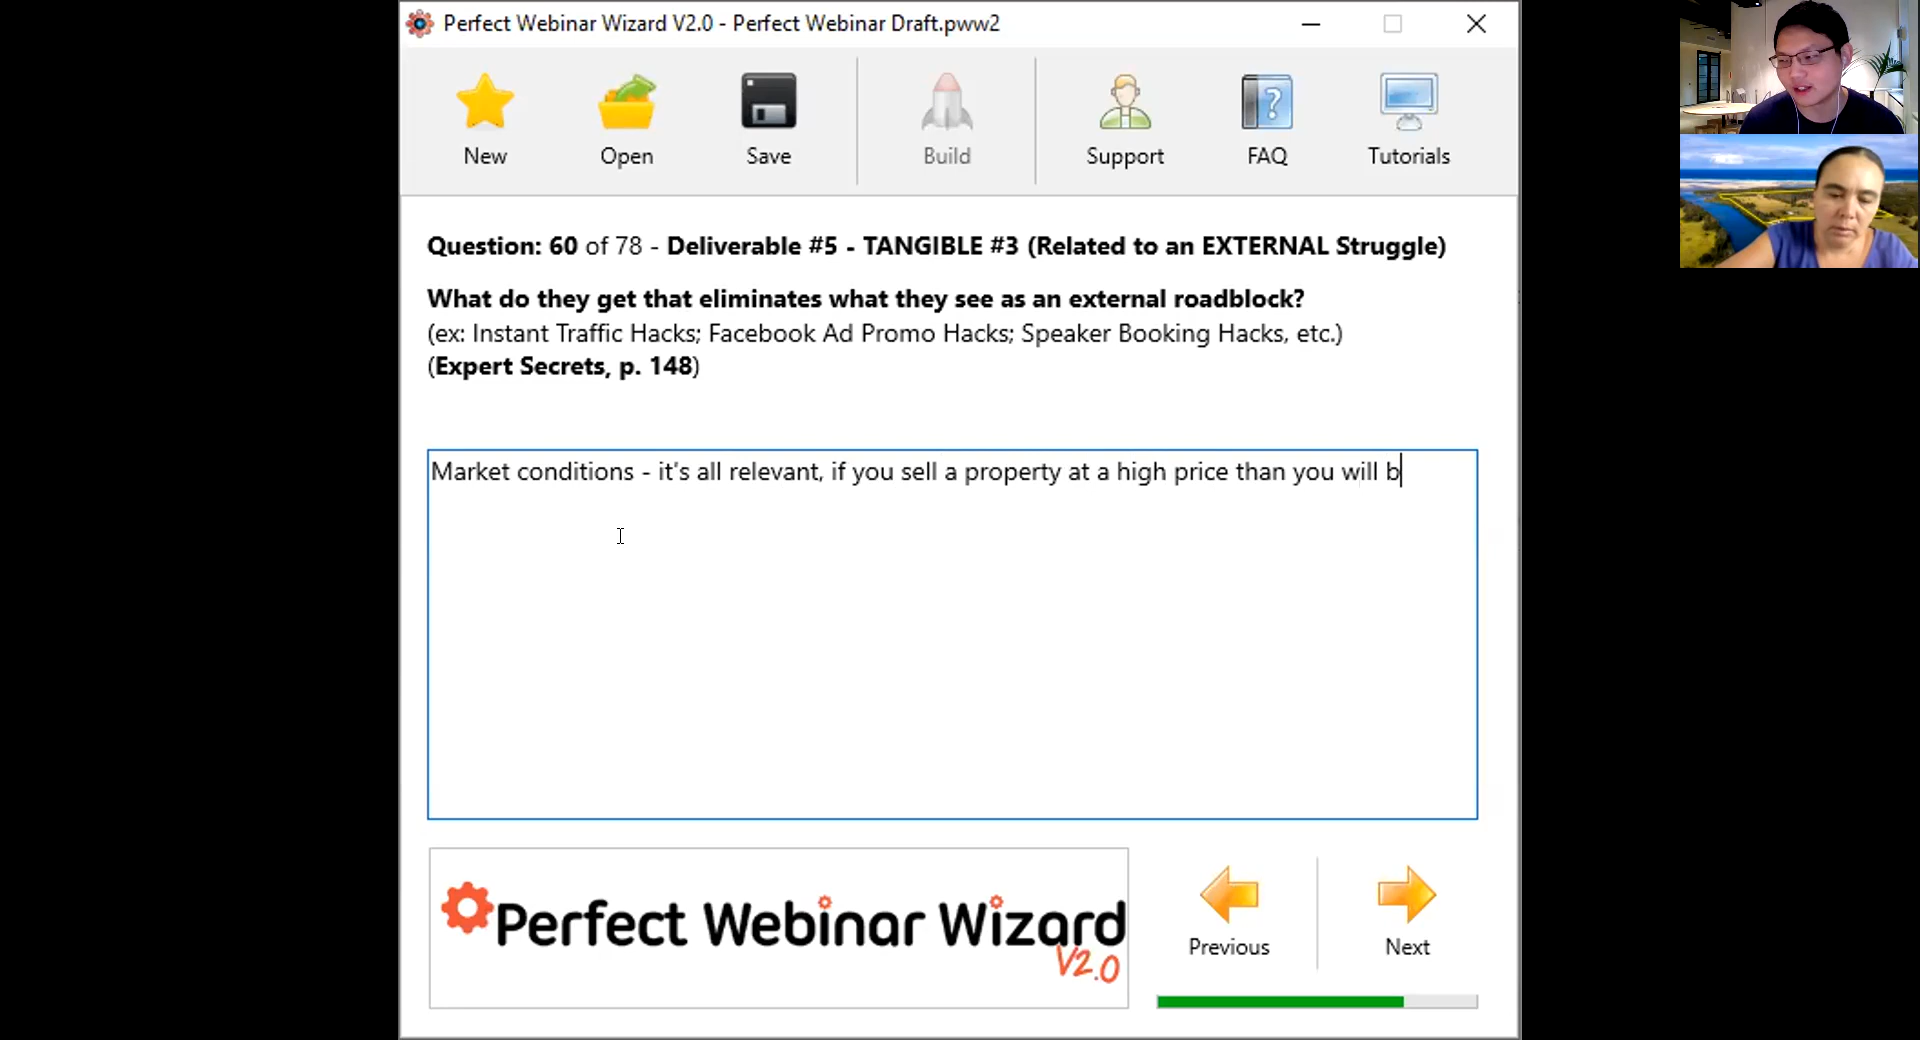 Perfect Webinar Wizard V2.0 - Perfect Webinar Draft.pww2
New Open Save Build Support FAQ Tutorials
Question: 60 of 78 - Deliverable #5 - TANGIBLE #3 (Related to an EXTERNAL Struggle)
What do they get that eliminates what they see as an external roadblock?
(ex: Instant Traffic Hacks; Facebook Ad Promo Hacks; Speaker Booking Hacks, etc.)
(Expert Secrets, p. 148)
Market conditions - it's all relevant, if you sell a property at a high price than you will b
Perfect Webinar Wizard
V2.0
Previous Next